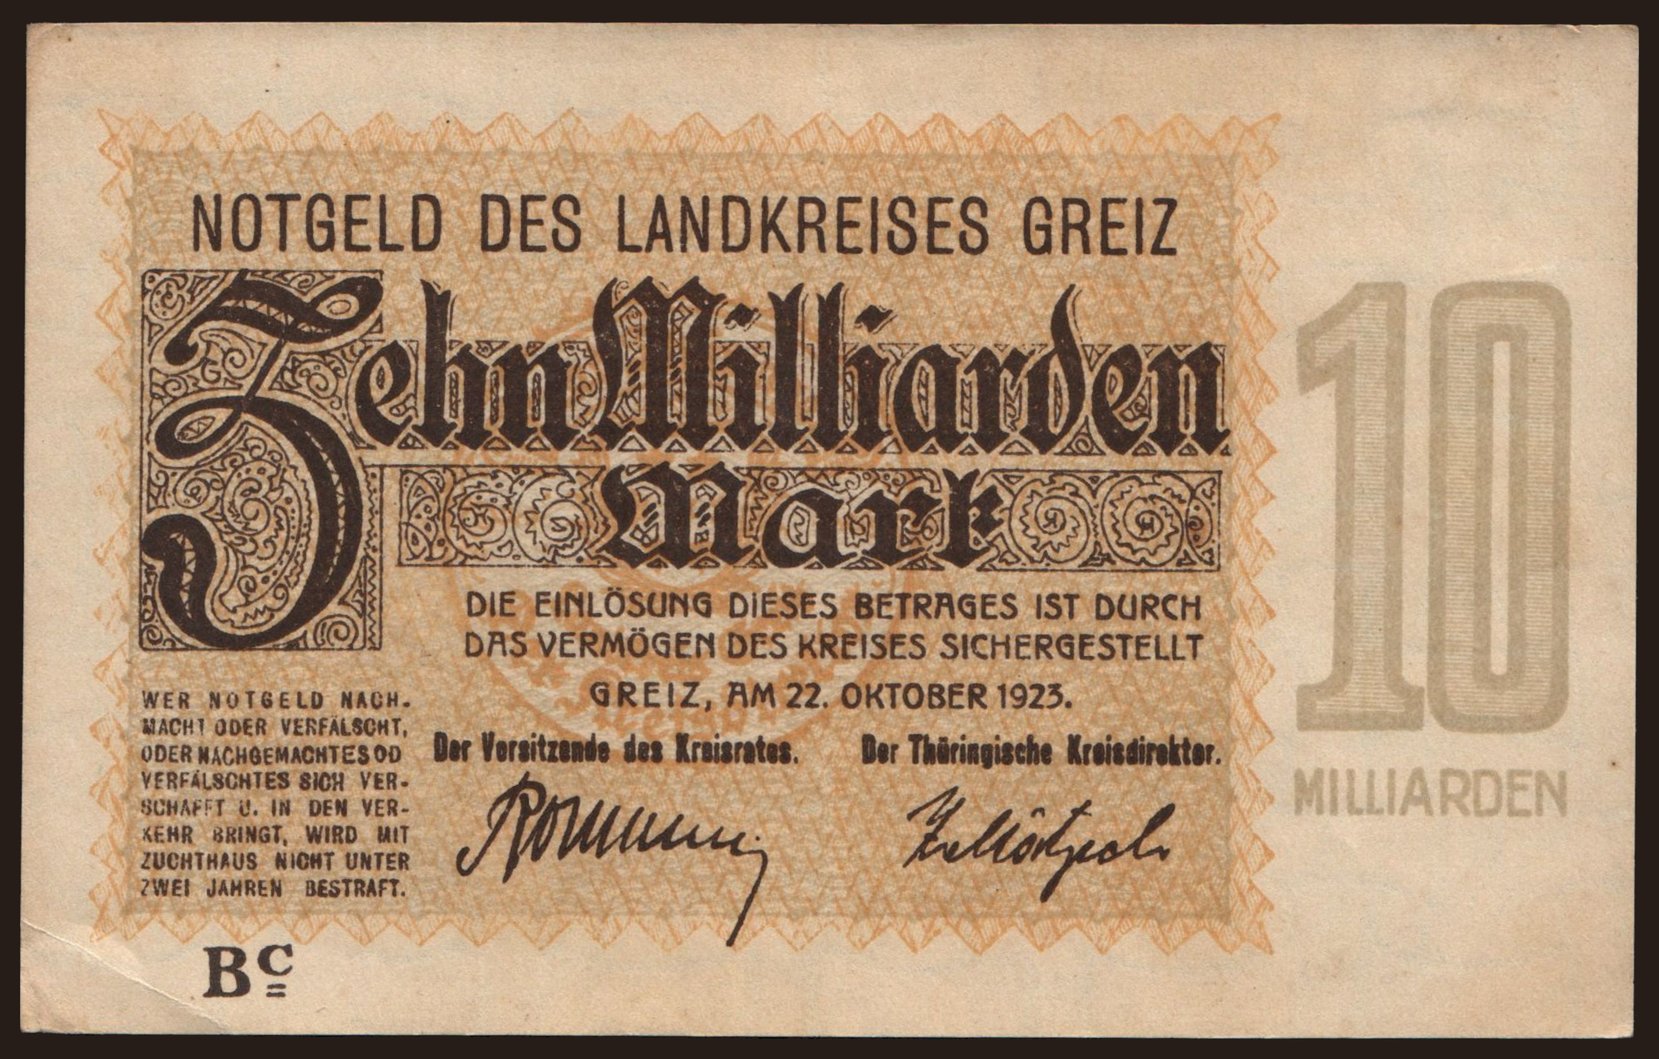 NOTGELD DES LANDKREISES GREIZ
Zehn Milliarden
Mark
DIE EINLÖSUNG DIESES BETRAGES IST DURCH
DAS VERMÖGEN DES KREISES SICHERGESTELLT
GREIZ, AM 22. OKTOBER 1923.
Der Vorsitzende des Kreisrates.
Der Thüringische Kreisdirektor.
WER NOTGELD NACH-
MACHT ODER VERFÄLSCHT,
ODER NACHGEMACHTES OD
VERFÄLSCHTES SICH VER-
SCHAFFT U. IN DEN VER-
KEHR BRINGT, WIRD MIT
ZUCHTHAUS NICHT UNTER
ZWEI JAHREN BESTRAFT.
Bc
10
MILLIARDEN